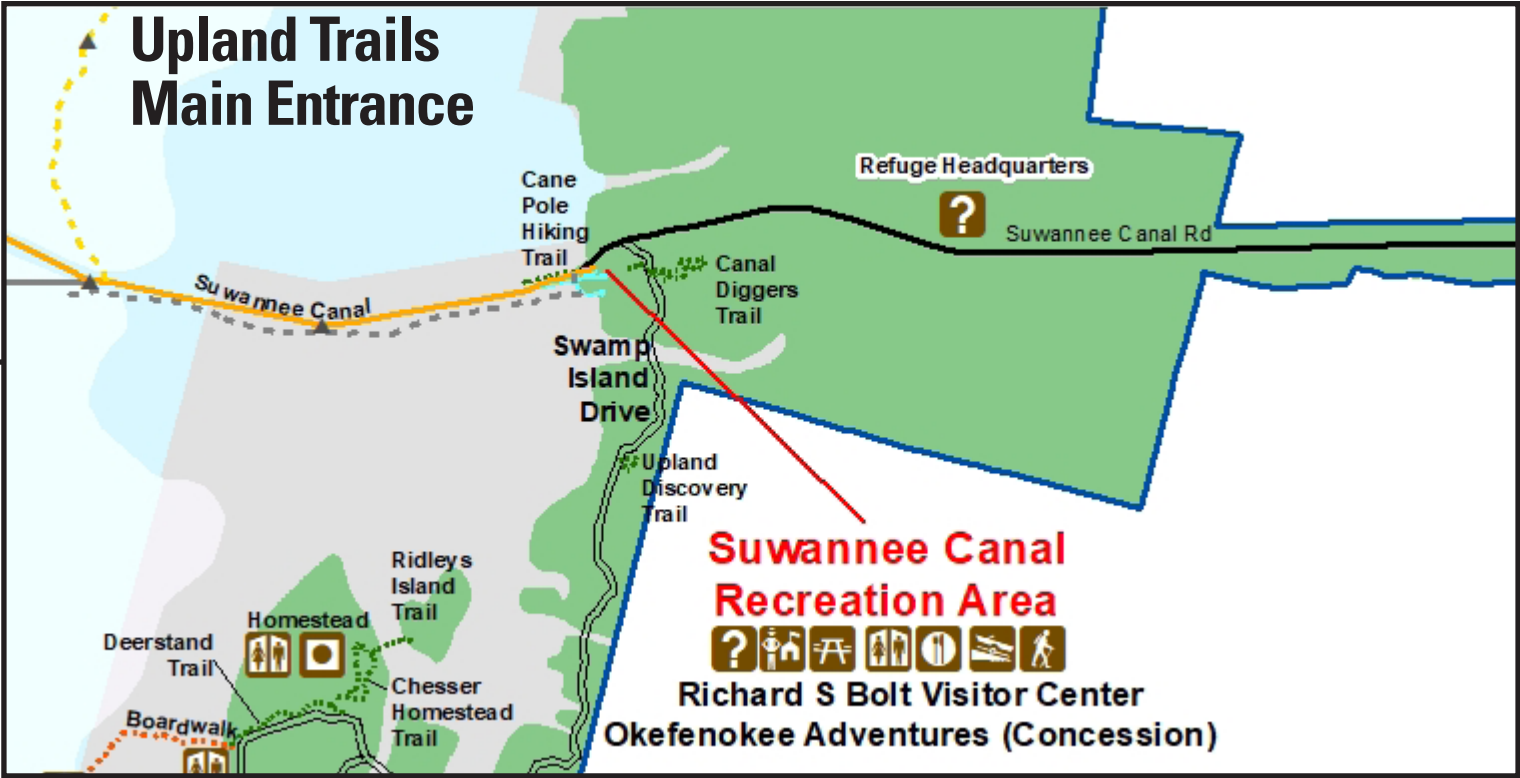 Upland Trails
Main Entrance
Refuge Headquarters
?
Suwannee Canal Rd
Cane
Pole
Hiking
Trail
Canal
Diggers
Trail
Suwannee Canal
Swamp
Island
Drive
Upland
Discovery
Trail
Suwannee Canal
Recreation Area
?
Richard S Bolt Visitor Center
Okefenokee Adventures (Concession)
Ridleys
Island
Trail
Homestead
Deerstand
Trail
Chesser
Homestead
Trail
Boardwalk